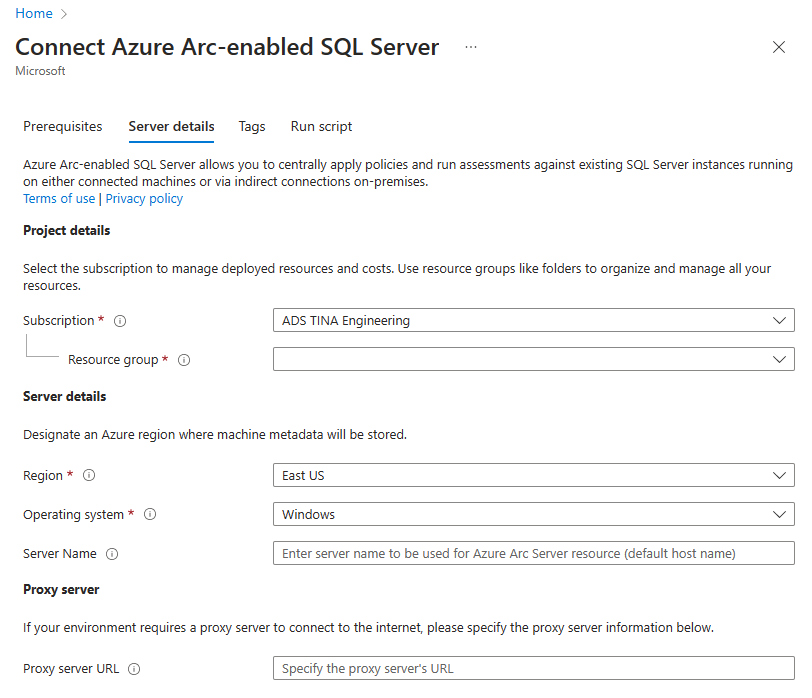 Home
Connect Azure Arc-enabled SQL Server ...
Microsoft
Prerequisites Server details Tags Run script
Azure Arc-enabled SQL Server allows you to centrally apply policies and run assessments against existing SQL Server instances running
on either connected machines or via indirect connections on-premises.
Terms of use | Privacy policy
Project details
Select the subscription to manage deployed resources and costs. Use resource groups like folders to organize and manage all your
resources.
Subscription * ADS TINA Engineering
Resource group *
Server details
Designate an Azure region where machine metadata will be stored.
Region * East US
Operating system * Windows
Server Name Enter server name to be used for Azure Arc Server resource (default host name)
Proxy server
If your environment requires a proxy server to connect to the internet, please specify the proxy server information below.
Proxy server URL Specify the proxy server's URL